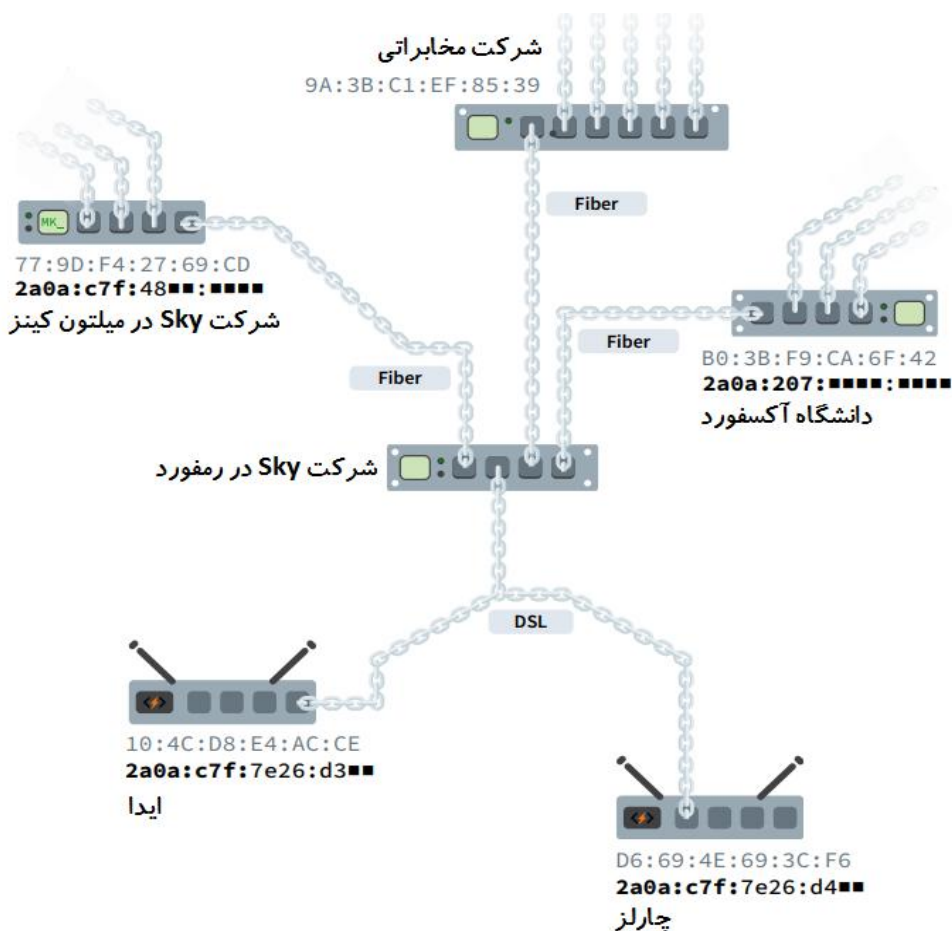 شرکت مخابراتی
9A:3B:C1:EF:85:39
Fiber
MK_
77:9D:F4:27:69:CD
2a0a:c7f:48■■:■■■■
شرکت Sky در میلتون کینز
Fiber
Fiber
B0:3B:F9:CA:6F:42
2a0a:207:■■■■:■■■■
دانشگاه آکسفورد
شرکت Sky در رمفورد
DSL
10:4C:D8:E4:AC:CE
2a0a:c7f:7e26:d3■■
ایدا
D6:69:4E:69:3C:F6
2a0a:c7f:7e26:d4■■
چارلز